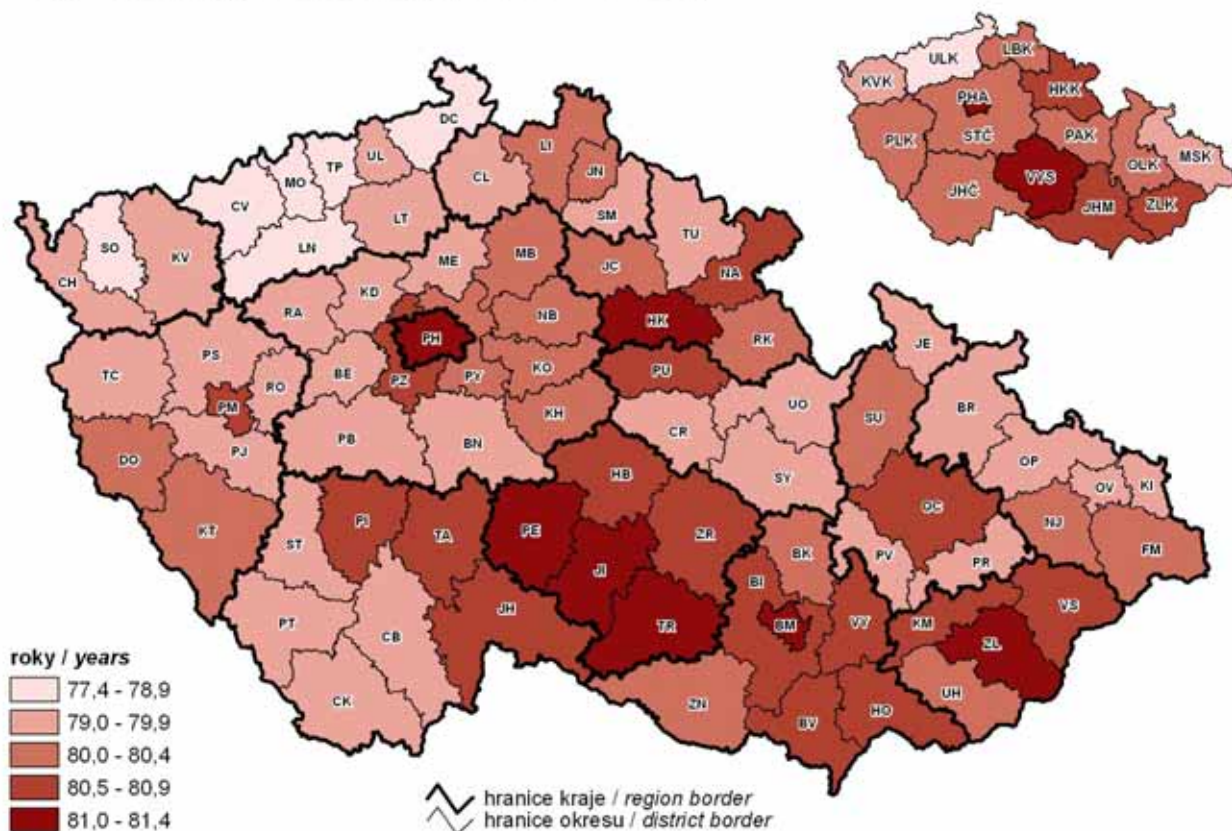 ULK LBK
KVK HKK
PHA
STČ PAK
PLK OLK MSK
VYS
JHČ JHM ZLK
DC
UL LI
TP JN
MO CL
CV SM
LT TU
SO LN
KV MB
CH ME JC NA
KD
RA NB
PH HK RK
JE
PS BE KO PU
TC RO PZ PY
PM UO SU BR
PB KH CR
DO PJ BN OP
HB SY OV KI
PI OC NJ
KT ST TA PE ZR BK FM
JI PV PR
BI
PT CB JH TR BM VY KM VS
ZL
CK ZN UH
BV HO
roky / years
77,4 - 78,9
79,0 - 79,9
80,0 - 80,4
80,5 - 80,9
81,0 - 81,4
hranice kraje / region border
hranice okresu / district border